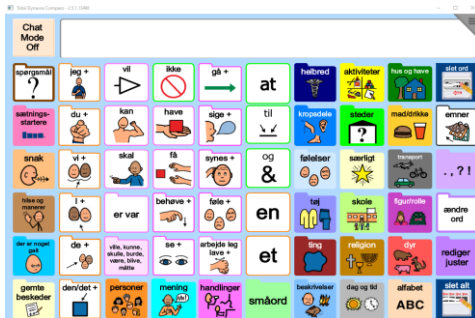 Tobii Dynavox Compass
Chat
Mode
Off
spørgsmål
?
jeg +
vil
ikke
gå +
at
helbred
aktiviteter
hus og have
slet ord
sætnings-
startere
du +
kan
have
sige +
til
kropsdele
steder
?
mad/drikke
emner
snak
vi +
skal
få
synes +
og
&
følelser
særligt
transport
.,?!
hilse og
manerer
I +
er var
behøve +
føle +
en
tøj
skole
figur/rolle
ændre
ord
der er noget
galt
de +
ville, kunne,
skulle, burde,
være, blive,
måtte
se +
arbejde leg
lave +
et
ting
religion
dyr
rediger
juster
gemte
beskeder
den/det +
personer
mening
handlinger
småord
beskrivelser
dag og tid
alfabet
ABC
slet alt